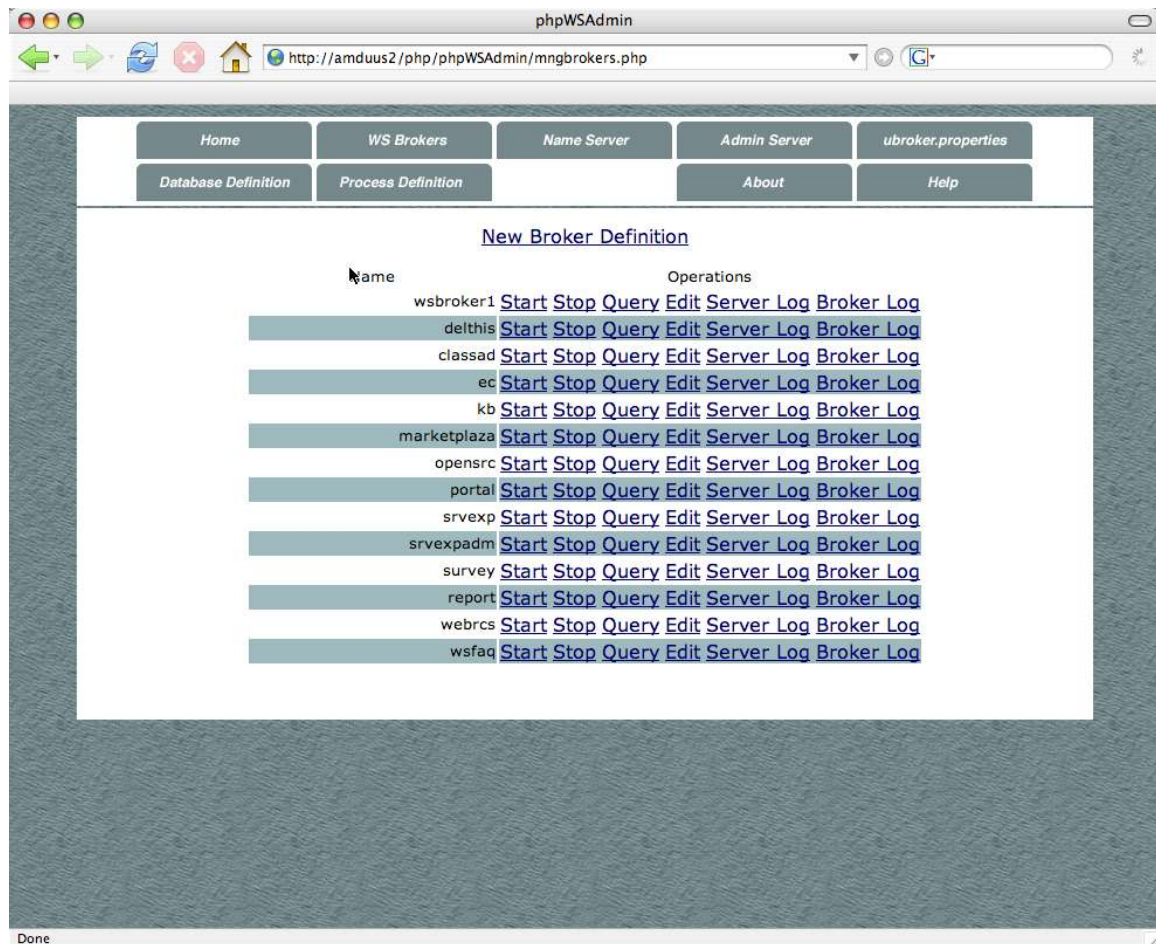 phpWSAdmin
http://amduus2/php/phpWSAdmin/mngbrokers.php
G
Home WS Brokers Name Server Admin Server ubroker.properties
Database Definition Process Definition About Help
New Broker Definition
Name Operations
wsbroker1 Start Stop Query Edit Server Log Broker Log
delthis Start Stop Query Edit Server Log Broker Log
classad Start Stop Query Edit Server Log Broker Log
ec Start Stop Query Edit Server Log Broker Log
kb Start Stop Query Edit Server Log Broker Log
marketplaza Start Stop Query Edit Server Log Broker Log
opensrc Start Stop Query Edit Server Log Broker Log
portal Start Stop Query Edit Server Log Broker Log
srvexp Start Stop Query Edit Server Log Broker Log
srvexpadm Start Stop Query Edit Server Log Broker Log
survey Start Stop Query Edit Server Log Broker Log
report Start Stop Query Edit Server Log Broker Log
webrcs Start Stop Query Edit Server Log Broker Log
wsfaq Start Stop Query Edit Server Log Broker Log
Done